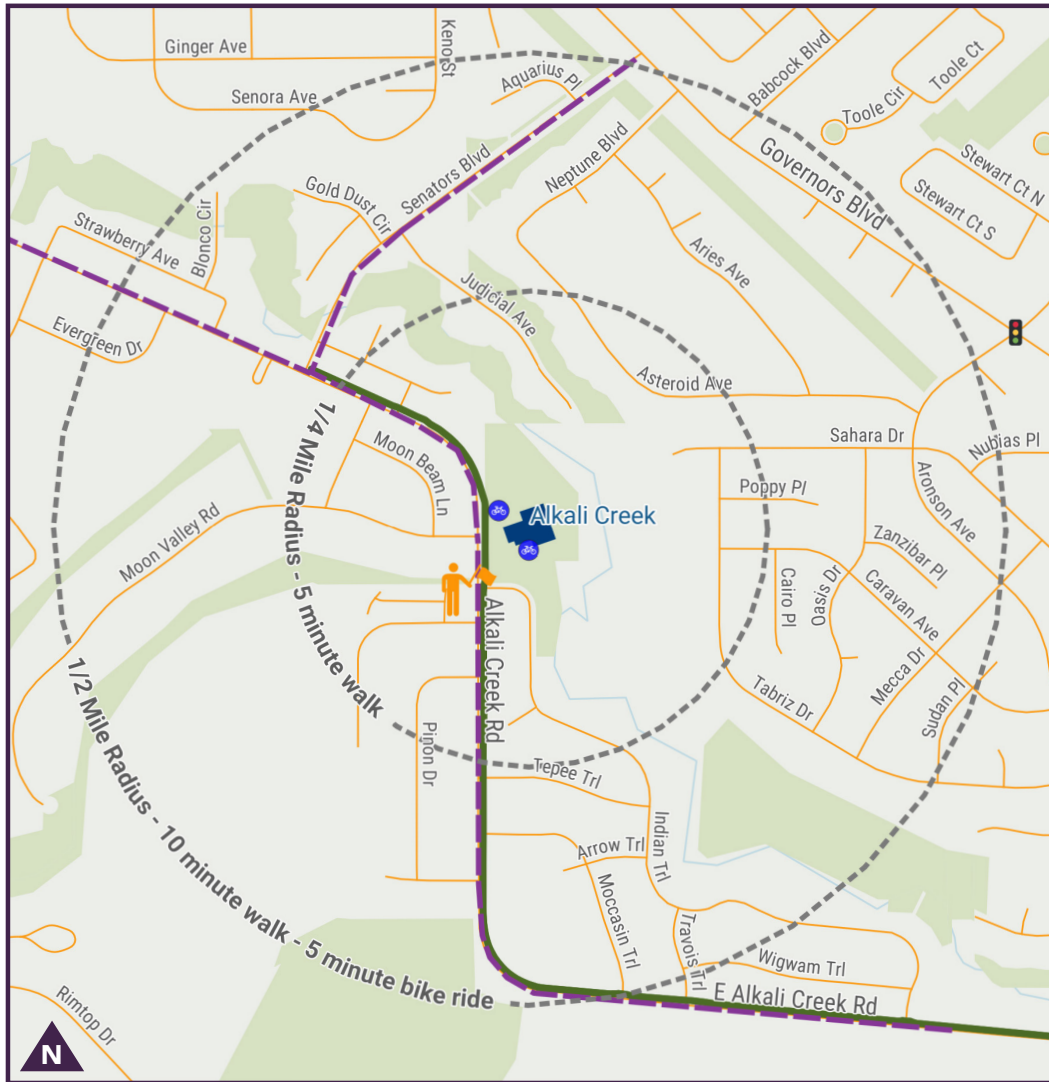 Ginger Ave
Keno St
Senora Ave
Aquarius Pl
Babcock Blvd
Toole Ct
Toole Cir
Governors Blvd
Neptune Blvd
Senators Blvd
Stewart Ct N
Stewart Ct S
Gold Dust Cir
Blonco Cir
Strawberry Ave
Aries Ave
Judicial Ave
Evergreen Dr
Asteroid Ave
Sahara Dr
Nubias Pl
Moon Beam Ln
Poppy Pl
Aronson Ave
Alkali Creek
Moon Valley Rd
Zanzibar Pl
1/4 Mile Radius - 5 minute walk
Cairo Pl
Oasis Dr
Caravan Ave
Alkali Creek Rd
Mecca Dr
Sudan Pl
Tabriz Dr
Pinon Dr
Tepee Trl
1/2 Mile Radius - 10 minute walk - 5 minute bike ride
Indian Trl
Arrow Trl
Moccasin Trl
Travois Trl
Wigwam Trl
E Alkali Creek Rd
Rimtop Dr
N